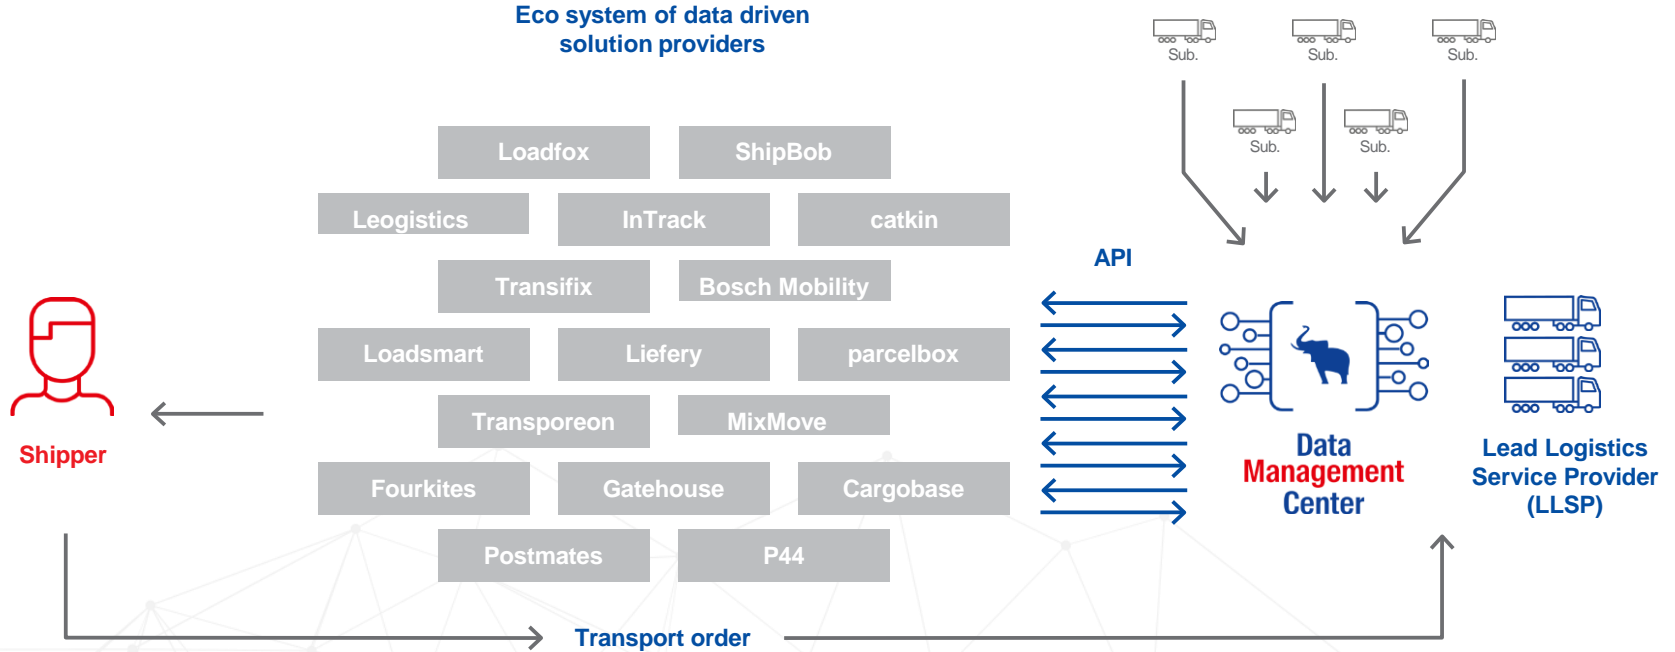 Eco system of data driven
solution providers
Sub.
Sub.
Sub.
Sub.
Sub.
Loadfox
ShipBob
Leogistics
InTrack
catkin
Transifix
Bosch Mobility
Loadsmart
Liefery
parcelbox
Transporeon
MixMove
Fourkites
Gatehouse
Cargobase
Postmates
P44
API
Shipper
Data
Management
Center
Lead Logistics
Service Provider
(LLSP)
Transport order